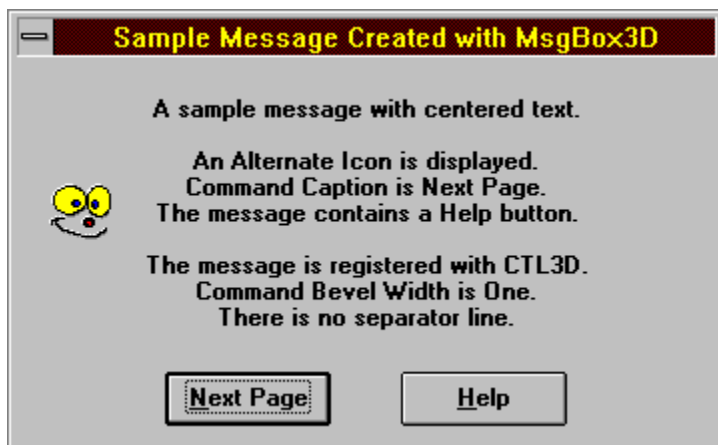 Sample Message Created with MsgBox3D
A sample message with centered text.
An Alternate Icon is displayed.
Command Caption is Next Page.
The message contains a Help button.
The message is registered with CTL3D.
Command Bevel Width is One.
There is no separator line.
Next Page Help